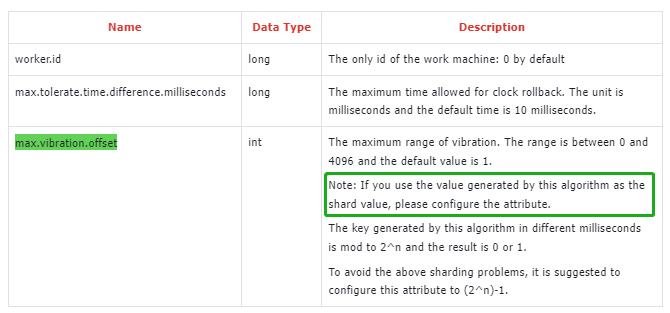 Name Data Type Description
worker.id long The only id of the work machine: 0 by default
max.tolerate.time.difference.milliseconds long The maximum time allowed for clock rollback. The unit is
milliseconds and the default time is 10 milliseconds.
max.vibration.offset int The maximum range of vibration. The range is between 0 and
4096 and the default value is 1.
Note: If you use the value generated by this algorithm as the
shard value, please configure the attribute.
The key generated by this algorithm in different milliseconds
is mod to 2^n and the result is 0 or 1.
To avoid the above sharding problems, it is suggested to
configure this attribute to (2^n)-1.